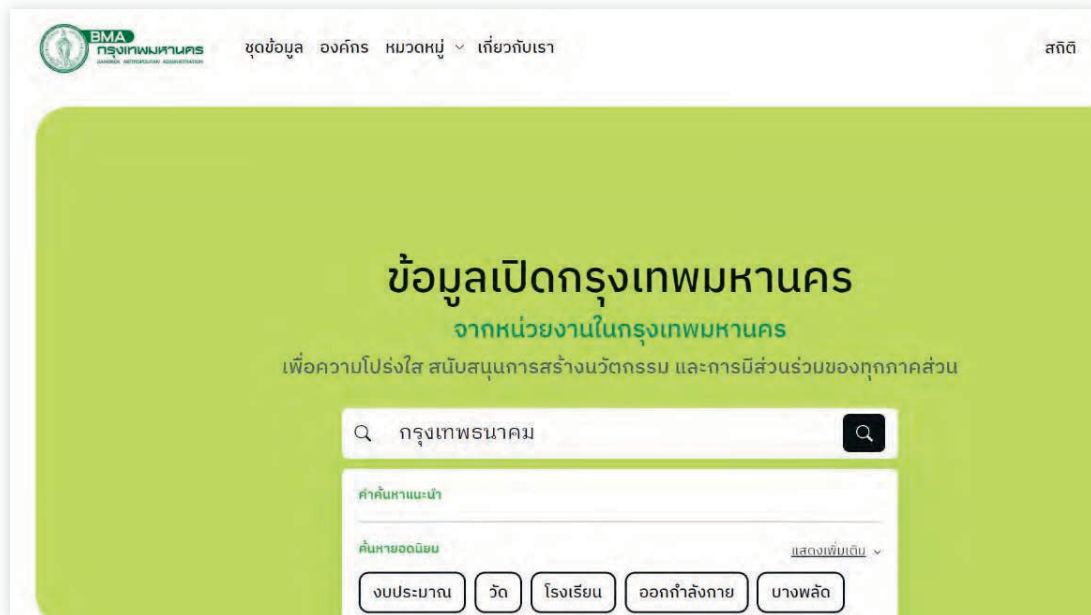 BMA
กรุงเทพมหานคร
BANGKOK METROPOLITAN ADMINISTRATION
ชุดข้อมูล องค์กร หมวดหมู่ เกี่ยวกับเรา
สถิติ
ข้อมูลเปิดกรุงเทพมหานคร
จากหน่วยงานในกรุงเทพมหานคร
เพื่อความโปร่งใส สนับสนุนการสร้างนวัตกรรม และการมีส่วนร่วมของทุกภาคส่วน
กรุงเทพธนาคม
คำค้นหาแนะนำ
ค้นหายอดนิยม แสดงเพิ่มเติม
งบประมาณ วัด โรงเรียน ออกกำลังกาย บางพลัด